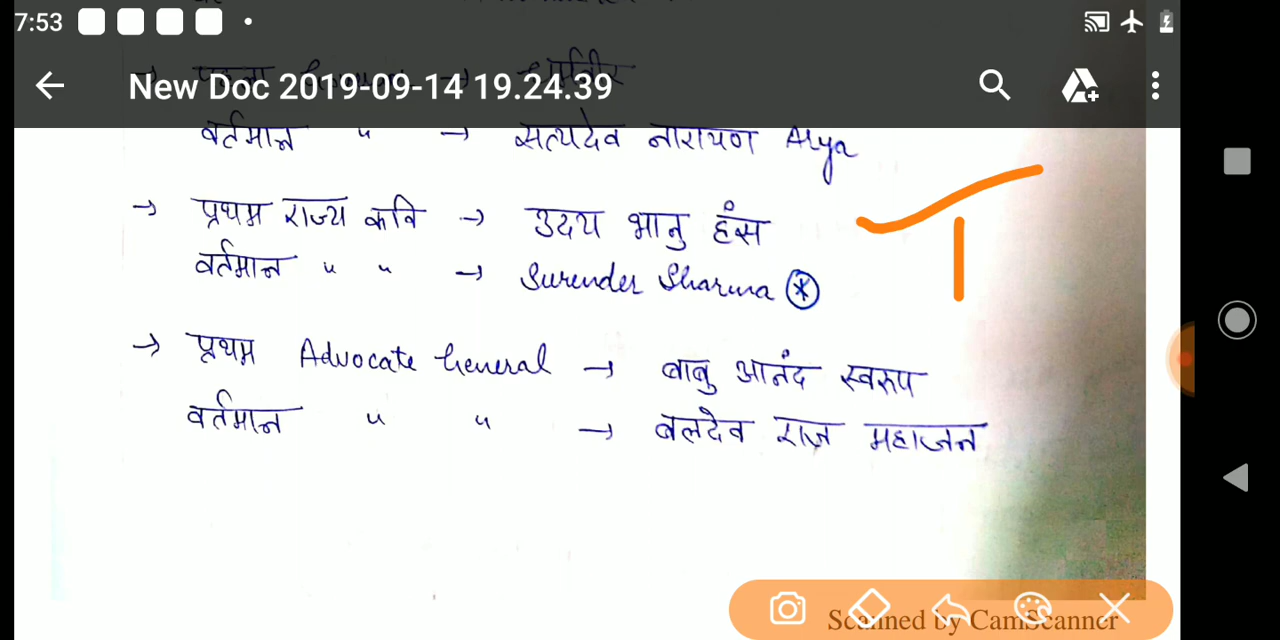 7:53
New Doc 2019-09-14 19.24.39
वर्तमान " → सत्यदेव नारायण Arya
→ प्रथम राज्य कवि → उदय भानु हंस
वर्तमान " " → Surender Sharma *
→ प्रथम Advocate General → बाबु आनंद स्वरुप
वर्तमान " " → बलदेव राज महाजन
Scanned by CamScanner